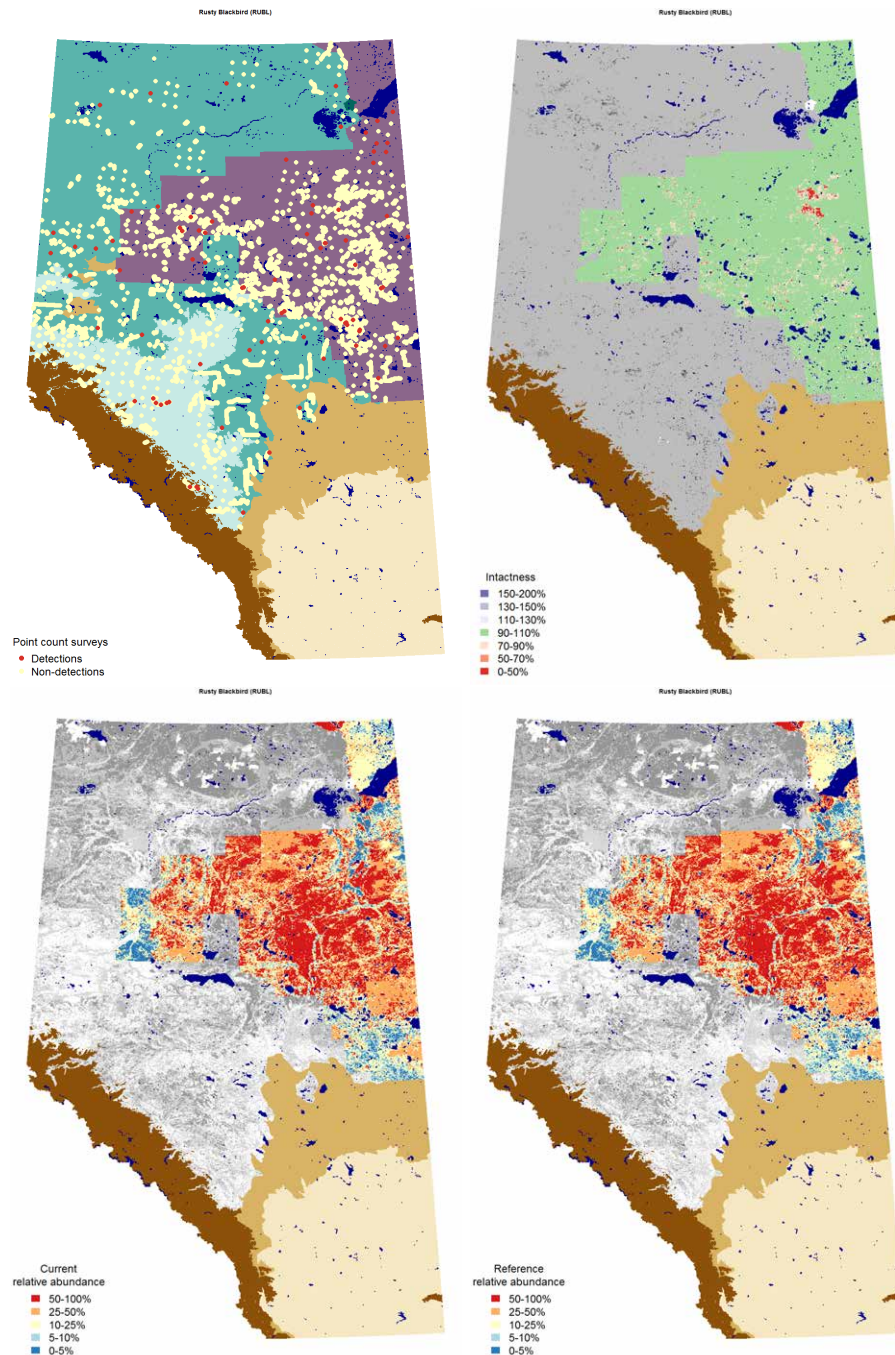 Rusty Blackbird (RUBL)
Point count surveys
Detections
Non-detections
Rusty Blackbird (RUBL)
Intactness
150-200%
130-150%
110-130%
90-110%
70-90%
50-70%
0-50%
Rusty Blackbird (RUBL)
Current
relative abundance
50-100%
25-50%
10-25%
5-10%
0-5%
Rusty Blackbird (RUBL)
Reference
relative abundance
50-100%
25-50%
10-25%
5-10%
0-5%